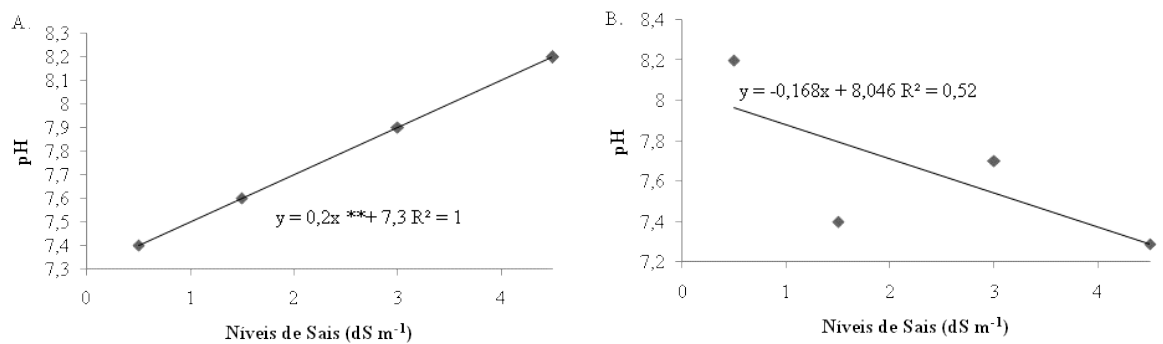 A.
8,3
8,2
8,1
8
7,9
7,8
7,7
7,6
7,5
7,4
7,3
pH
y = 0,2x **+ 7,3 R² = 1
0 1 2 3 4
Níveis de Sais (dS m⁻¹)
B.
8,4
8,2
8
7,8
7,6
7,4
7,2
pH
y = -0,168x + 8,046 R² = 0,52
0 1 2 3 4
Níveis de Sais (dS m⁻¹)